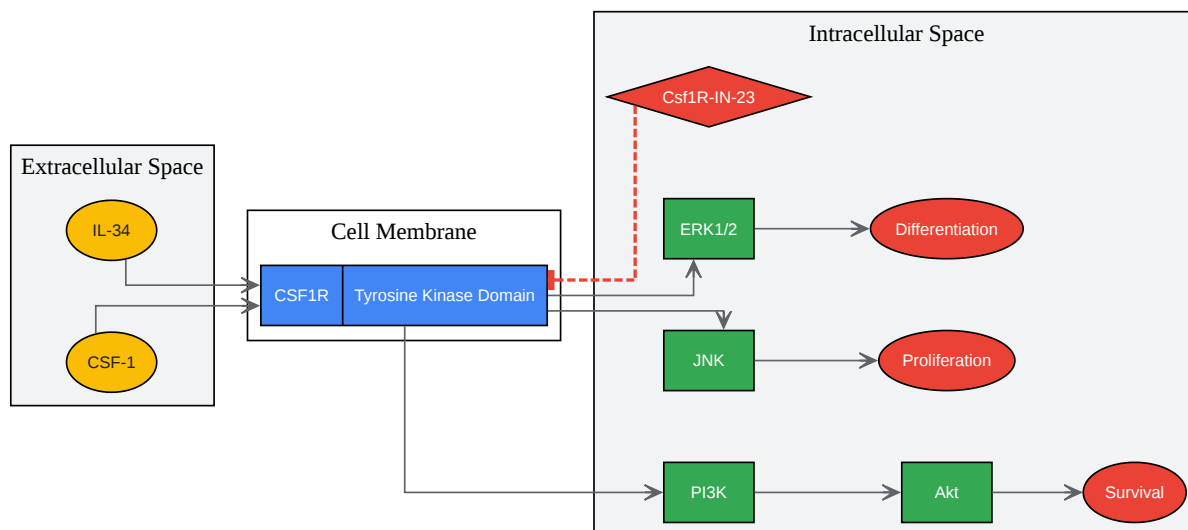 Intracellular Space
Csf1R-IN-23
Extracellular Space
IL-34
CSF-1
Cell Membrane
CSF1R
Tyrosine Kinase Domain
ERK1/2
Differentiation
JNK
Proliferation
PI3K
Akt
Survival